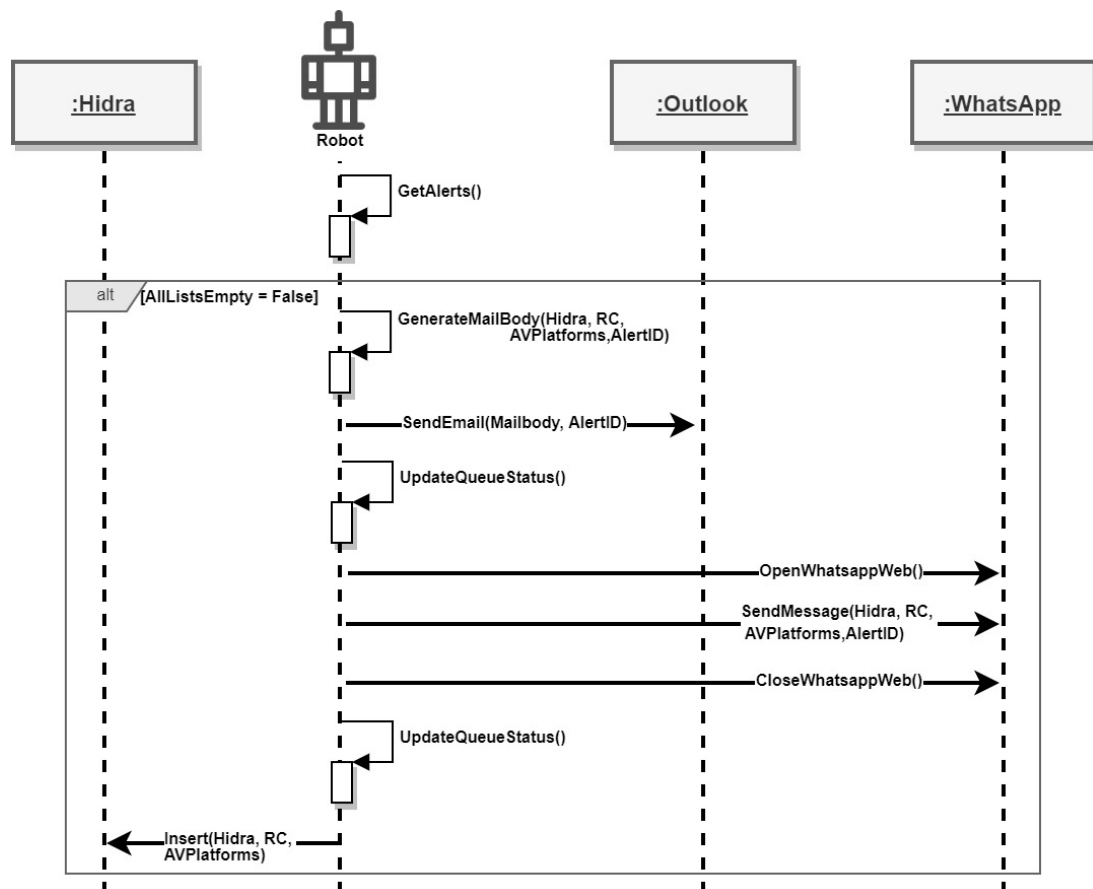 :Hidra
Robot
:Outlook
:WhatsApp
GetAlerts()
alt
[AllListsEmpty = False]
GenerateMailBody(Hidra, RC,
AVPlatforms,AlertID)
SendEmail(Mailbody, AlertID)
UpdateQueueStatus()
OpenWhatsappWeb()
SendMessage(Hidra, RC,
AVPlatforms,AlertID)
CloseWhatsappWeb()
UpdateQueueStatus()
Insert(Hidra, RC,
AVPlatforms)